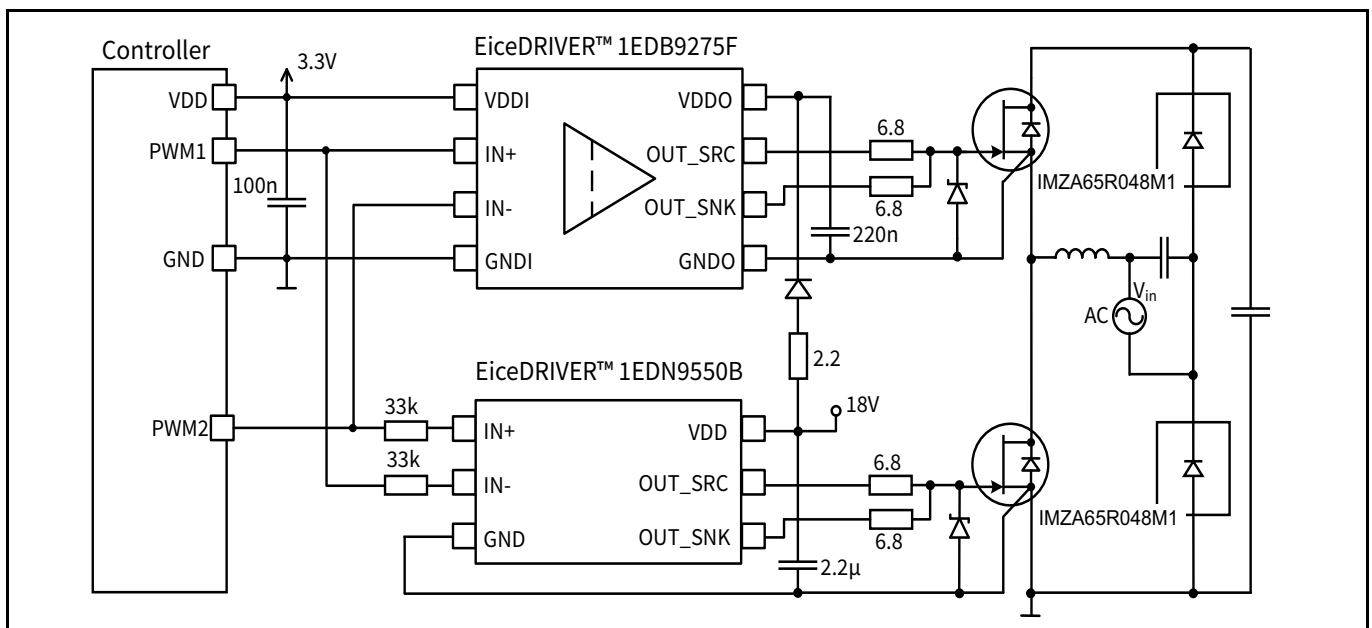 Controller
VDD
PWM1
GND
PWM2
3.3V
100n
EiceDRIVER™ 1EDB9275F
VDDI
IN+
IN-
GNDI
VDDO
OUT_SRC
OUT_SNK
GNDO
6.8
6.8
220n
2.2
IMZA65R048M1
Vin
AC
EiceDRIVER™ 1EDN9550B
33k
33k
IN+
IN-
GND
VDD
OUT_SRC
OUT_SNK
18V
6.8
6.8
2.2µ
IMZA65R048M1